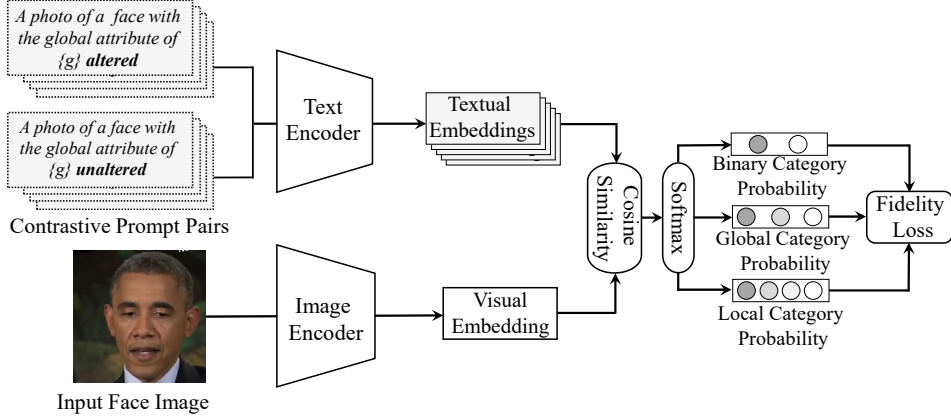 A photo of a face with
the global attribute of
{g} altered
A photo of a face with
the global attribute of
{g} unaltered
Contrastive Prompt Pairs
Text
Encoder
Textual
Embeddings
Input Face Image
Image
Encoder
Visual
Embedding
Cosine
Similarity
Softmax
Binary Category
Probability
Global Category
Probability
Local Category
Probability
Fidelity
Loss